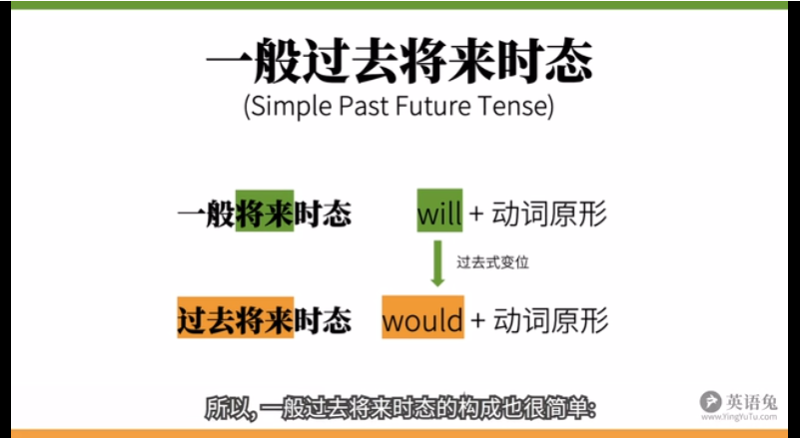 一般过去将来时态
(Simple Past Future Tense)
一般将来时态 will + 动词原形
过去式变位
过去将来时态 would + 动词原形
所以, 一般过去将来时态的构成也很简单:
英语兔
www.YingYuTu.com